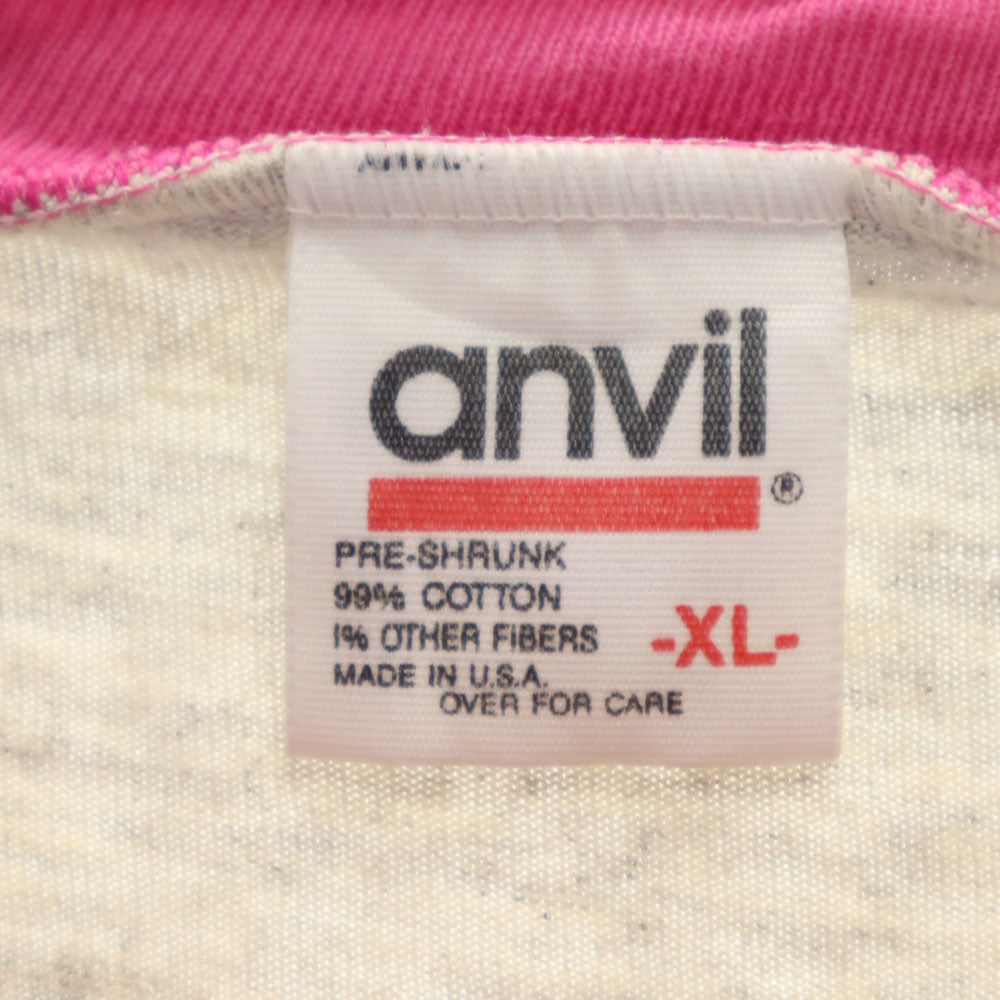 anvil®
PRE-SHRUNK
99% COTTON
1% OTHER FIBERS
-XL-
MADE IN U.S.A.
OVER FOR CARE